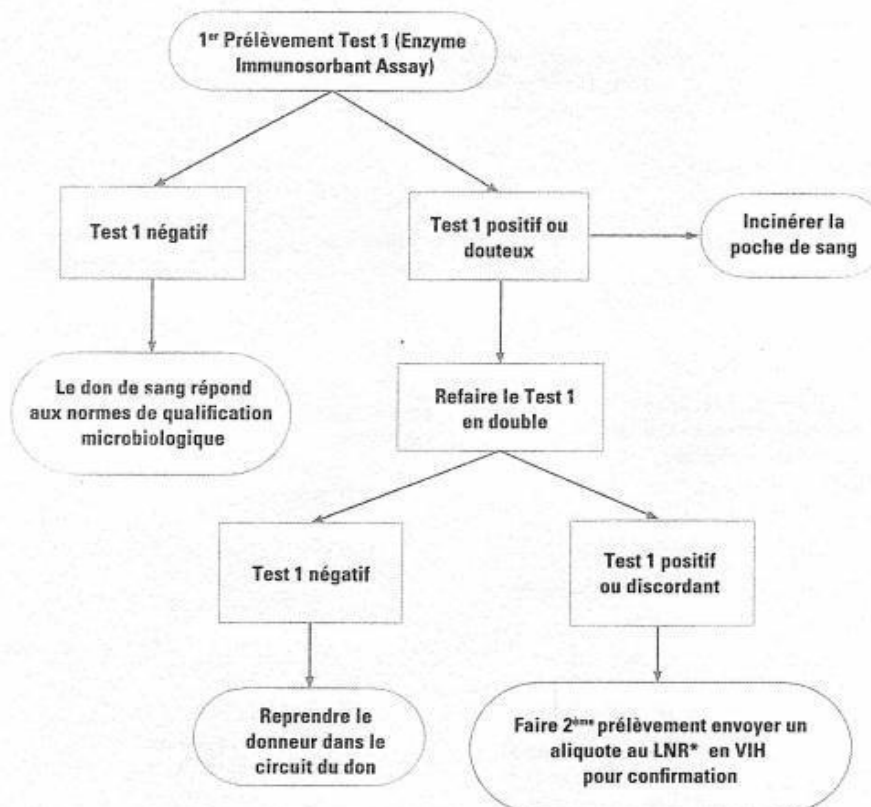 1er Prélèvement Test 1 (Enzyme
Immunosorbant Assay)
Test 1 négatif
Test 1 positif ou
douteux
Incinérer la
poche de sang
Le don de sang répond
aux normes de qualification
microbiologique
Refaire le Test 1
en double
Test 1 négatif
Test 1 positif
ou discordant
Reprendre le
donneur dans le
circuit du don
Faire 2ème prélèvement envoyer un
aliquote au LNR* en VIH
pour confirmation